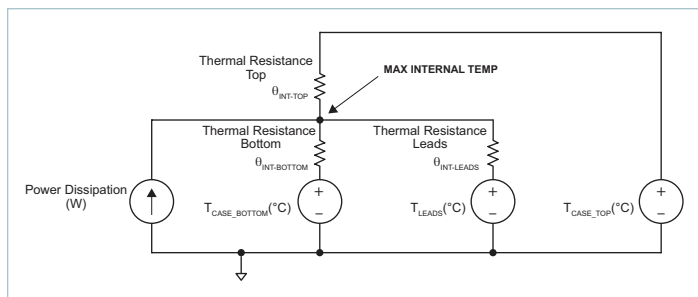 Thermal Resistance
Top
θINT-TOP
MAX INTERNAL TEMP
Thermal Resistance
Bottom
θINT-BOTTOM
Thermal Resistance
Leads
θINT-LEADS
Power Dissipation
(W)
+
–
TCASE_BOTTOM(°C)
+
–
TLEADS(°C)
+
–
TCASE_TOP(°C)